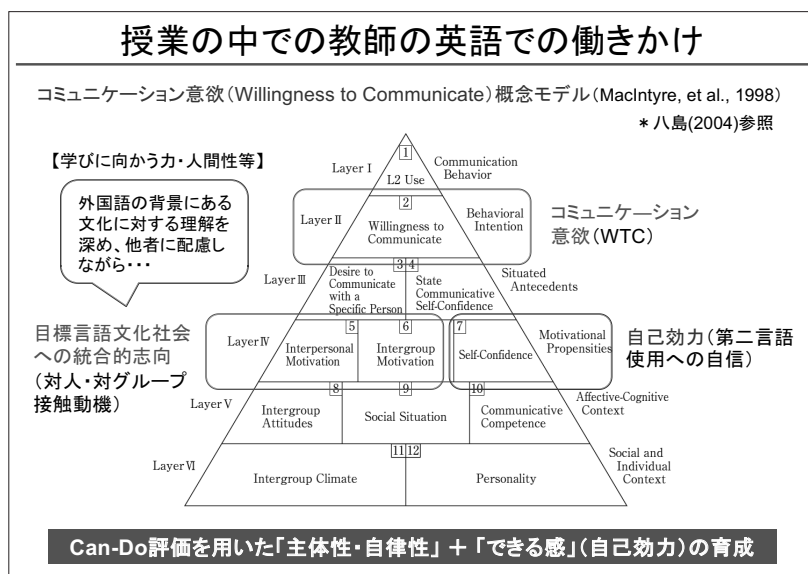 授業の中での教師の英語での働きかけ
コミュニケーション意欲(Willingness to Communicate)概念モデル(MacIntyre, et al., 1998)
＊八島(2004)参照
【学びに向かう力・人間性等】
外国語の背景にある
文化に対する理解を
深め、他者に配慮し
ながら・・・
Layer Ⅰ
1
L2 Use
Communication
Behavior
Layer Ⅱ
2
Willingness to
Communicate
Behavioral
Intention
コミュニケーション
意欲(WTC)
Layer Ⅲ
3 4
Desire to
Communicate
with a
Specific Person
State
Communicative
Self-Confidence
Situated
Antecedents
目標言語文化社会
への統合的志向
(対人・対グループ
接触動機)
Layer Ⅳ
5
Interpersonal
Motivation
6
Intergroup
Motivation
7
Self-Confidence
Motivational
Propensities
自己効力(第二言語
使用への自信)
Layer Ⅴ
8
Intergroup
Attitudes
9
Social Situation
10
Communicative
Competence
Affective-Cognitive
Context
Layer Ⅵ
11 12
Intergroup Climate
Personality
Social and
Individual
Context
Can-Do評価を用いた「主体性・自律性」 ＋ 「できる感」(自己効力)の育成